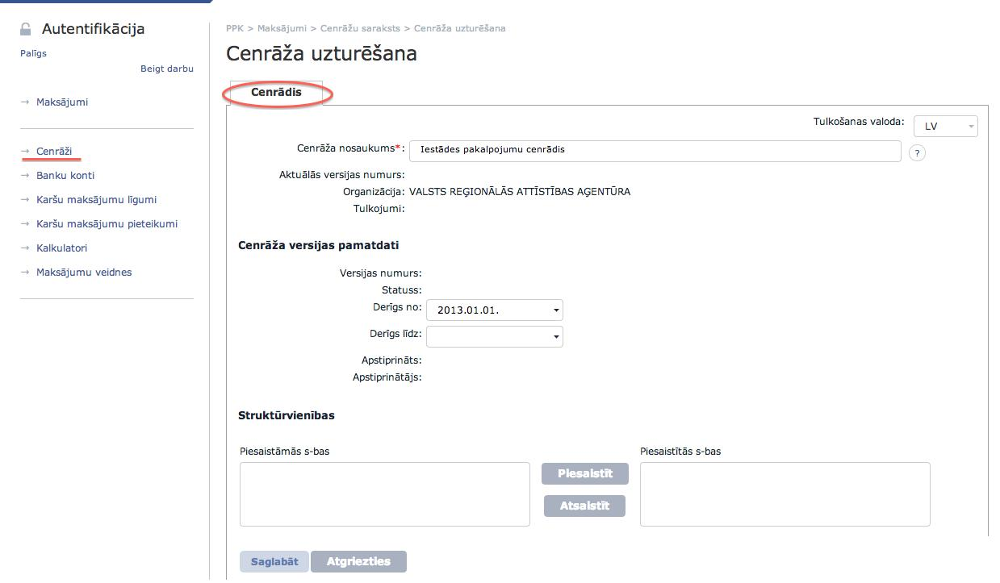 Autentifikācija
Palīgs
Beigt darbu
→ Maksājumi
→ Cenrāži
→ Banku konti
→ Karšu maksājumu līgumi
→ Karšu maksājumu pieteikumi
→ Kalkulatori
→ Maksājumu veidnes
PPK > Maksājumi > Cenrāžu saraksts > Cenrāža uzturēšana
Cenrāža uzturēšana
Cenrādis
Tulkošanas valoda: LV
Cenrāža nosaukums*: Iestādes pakalpojumu cenrādis ?
Aktuālās versijas numurs:
Organizācija: VALSTS REĢIONĀLĀS ATTĪSTĪBAS AĢENTŪRA
Tulkojumi:
Cenrāža versijas pamatdati
Versijas numurs:
Statuss:
Derīgs no: 2013.01.01.
Derīgs līdz:
Apstiprināts:
Apstiprinātājs:
Struktūrvienības
Piesaistāmās s-bas
Piesaistītās s-bas
Piesaistīt
Atsaistīt
Saglabāt Atgriezties